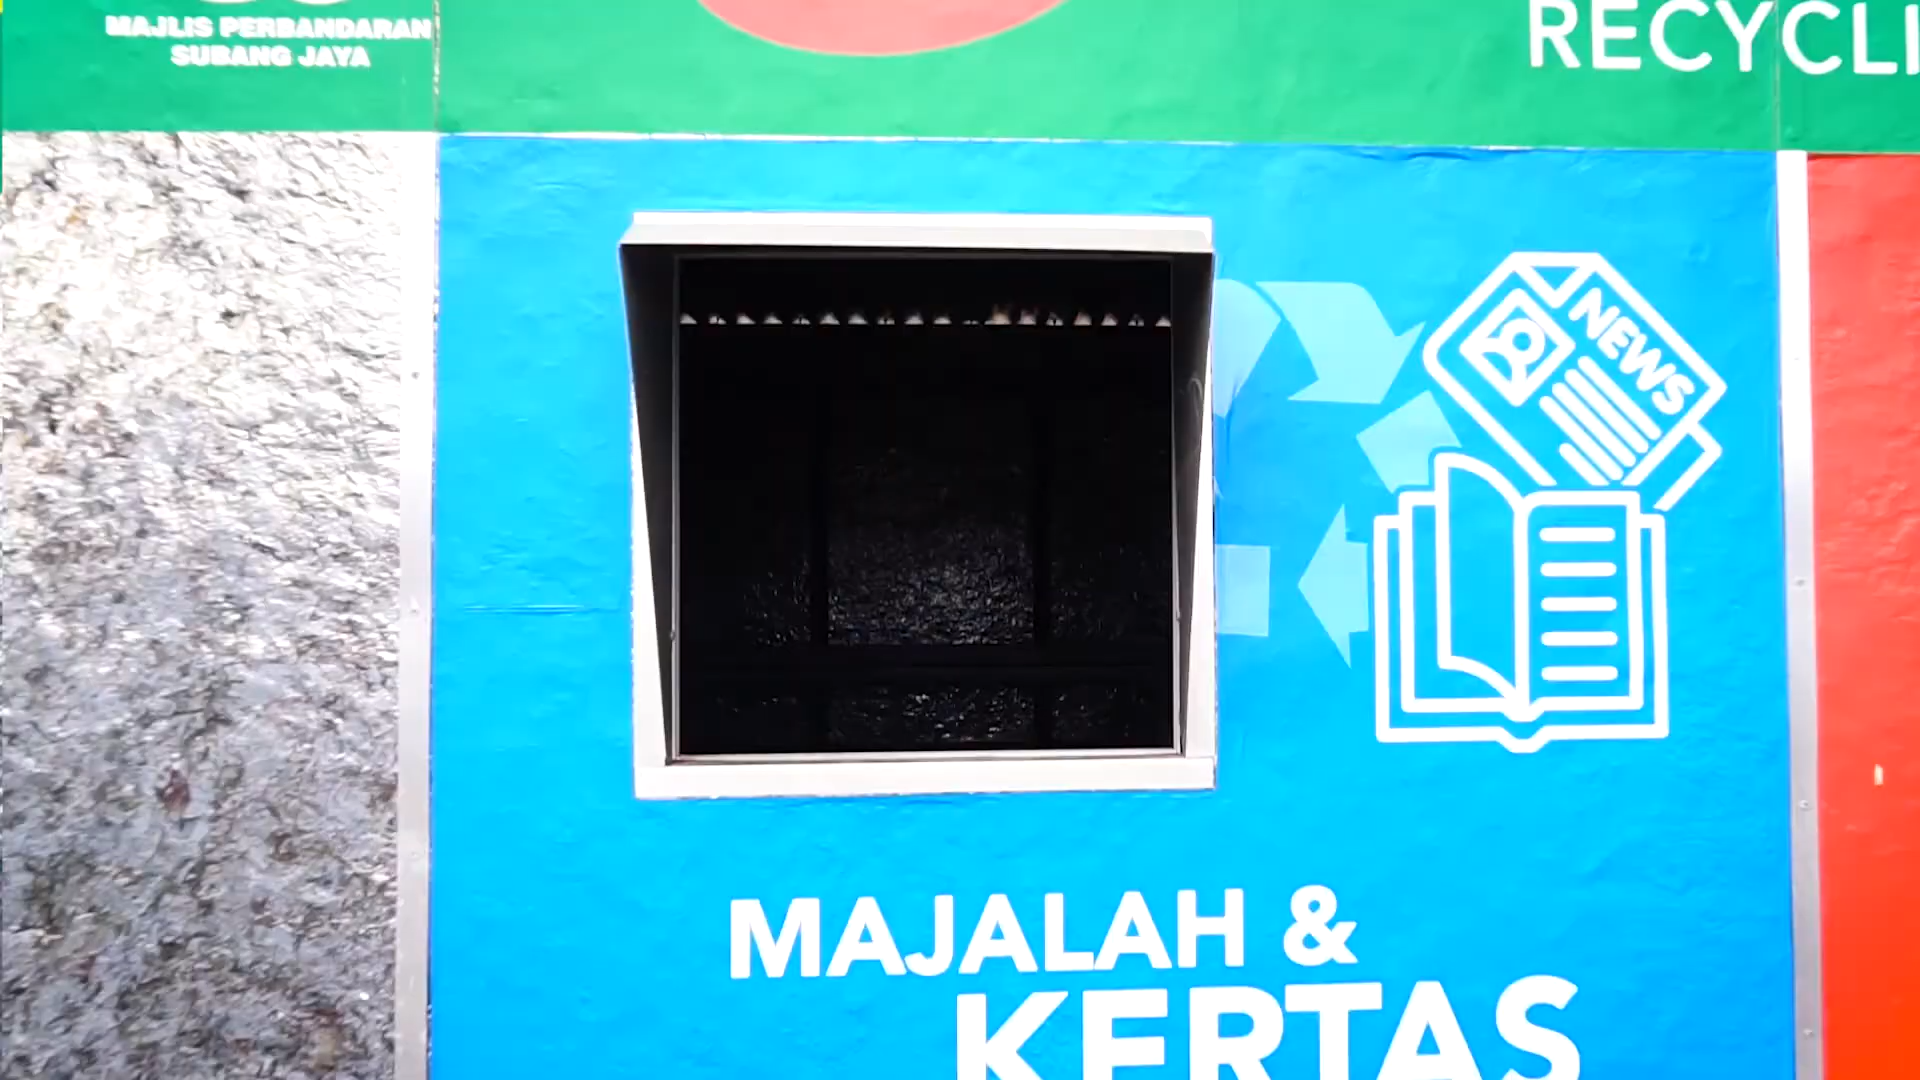 MAJLIS PERBANDARAN
SUBANG JAYA
RECYCLI
NEWS
MAJALAH &
KERTAS